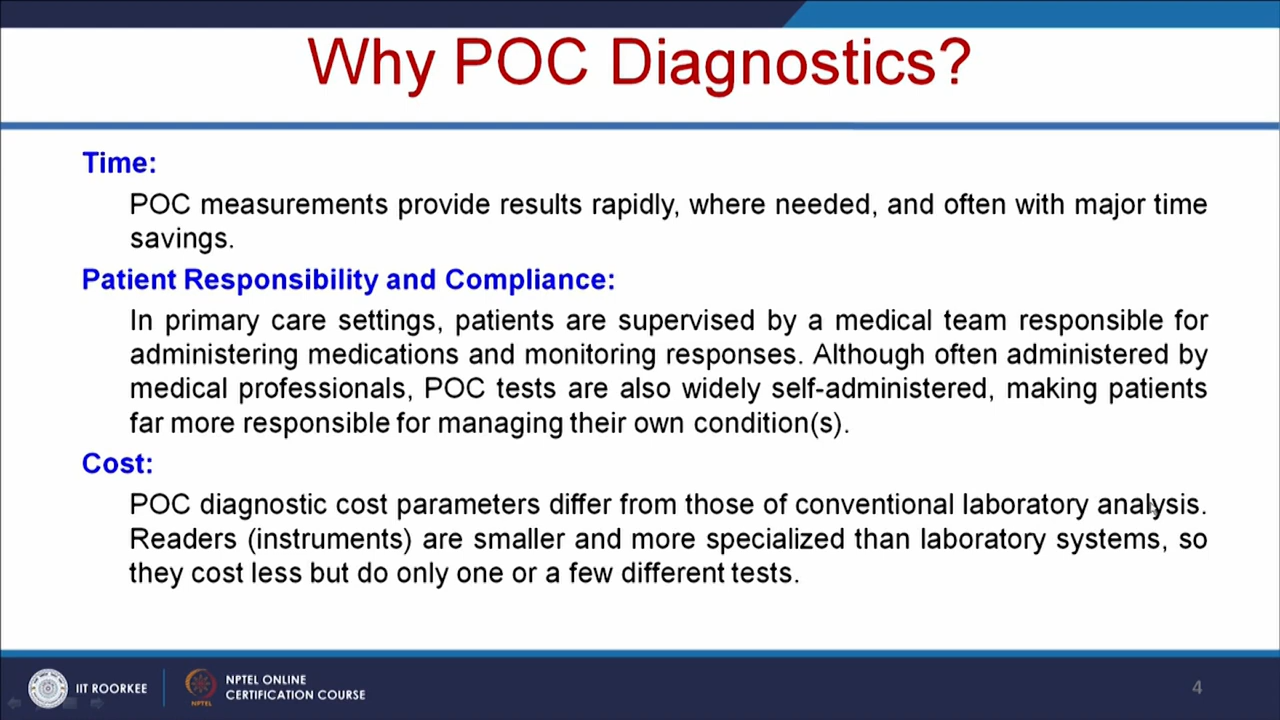 Why POC Diagnostics?
Time:
POC measurements provide results rapidly, where needed, and often with major time
savings.
Patient Responsibility and Compliance:
In primary care settings, patients are supervised by a medical team responsible for
administering medications and monitoring responses. Although often administered by
medical professionals, POC tests are also widely self-administered, making patients
far more responsible for managing their own condition(s).
Cost:
POC diagnostic cost parameters differ from those of conventional laboratory analysis.
Readers (instruments) are smaller and more specialized than laboratory systems, so
they cost less but do only one or a few different tests.
IIT ROORKEE
NPTEL
NPTEL ONLINE
CERTIFICATION COURSE
4